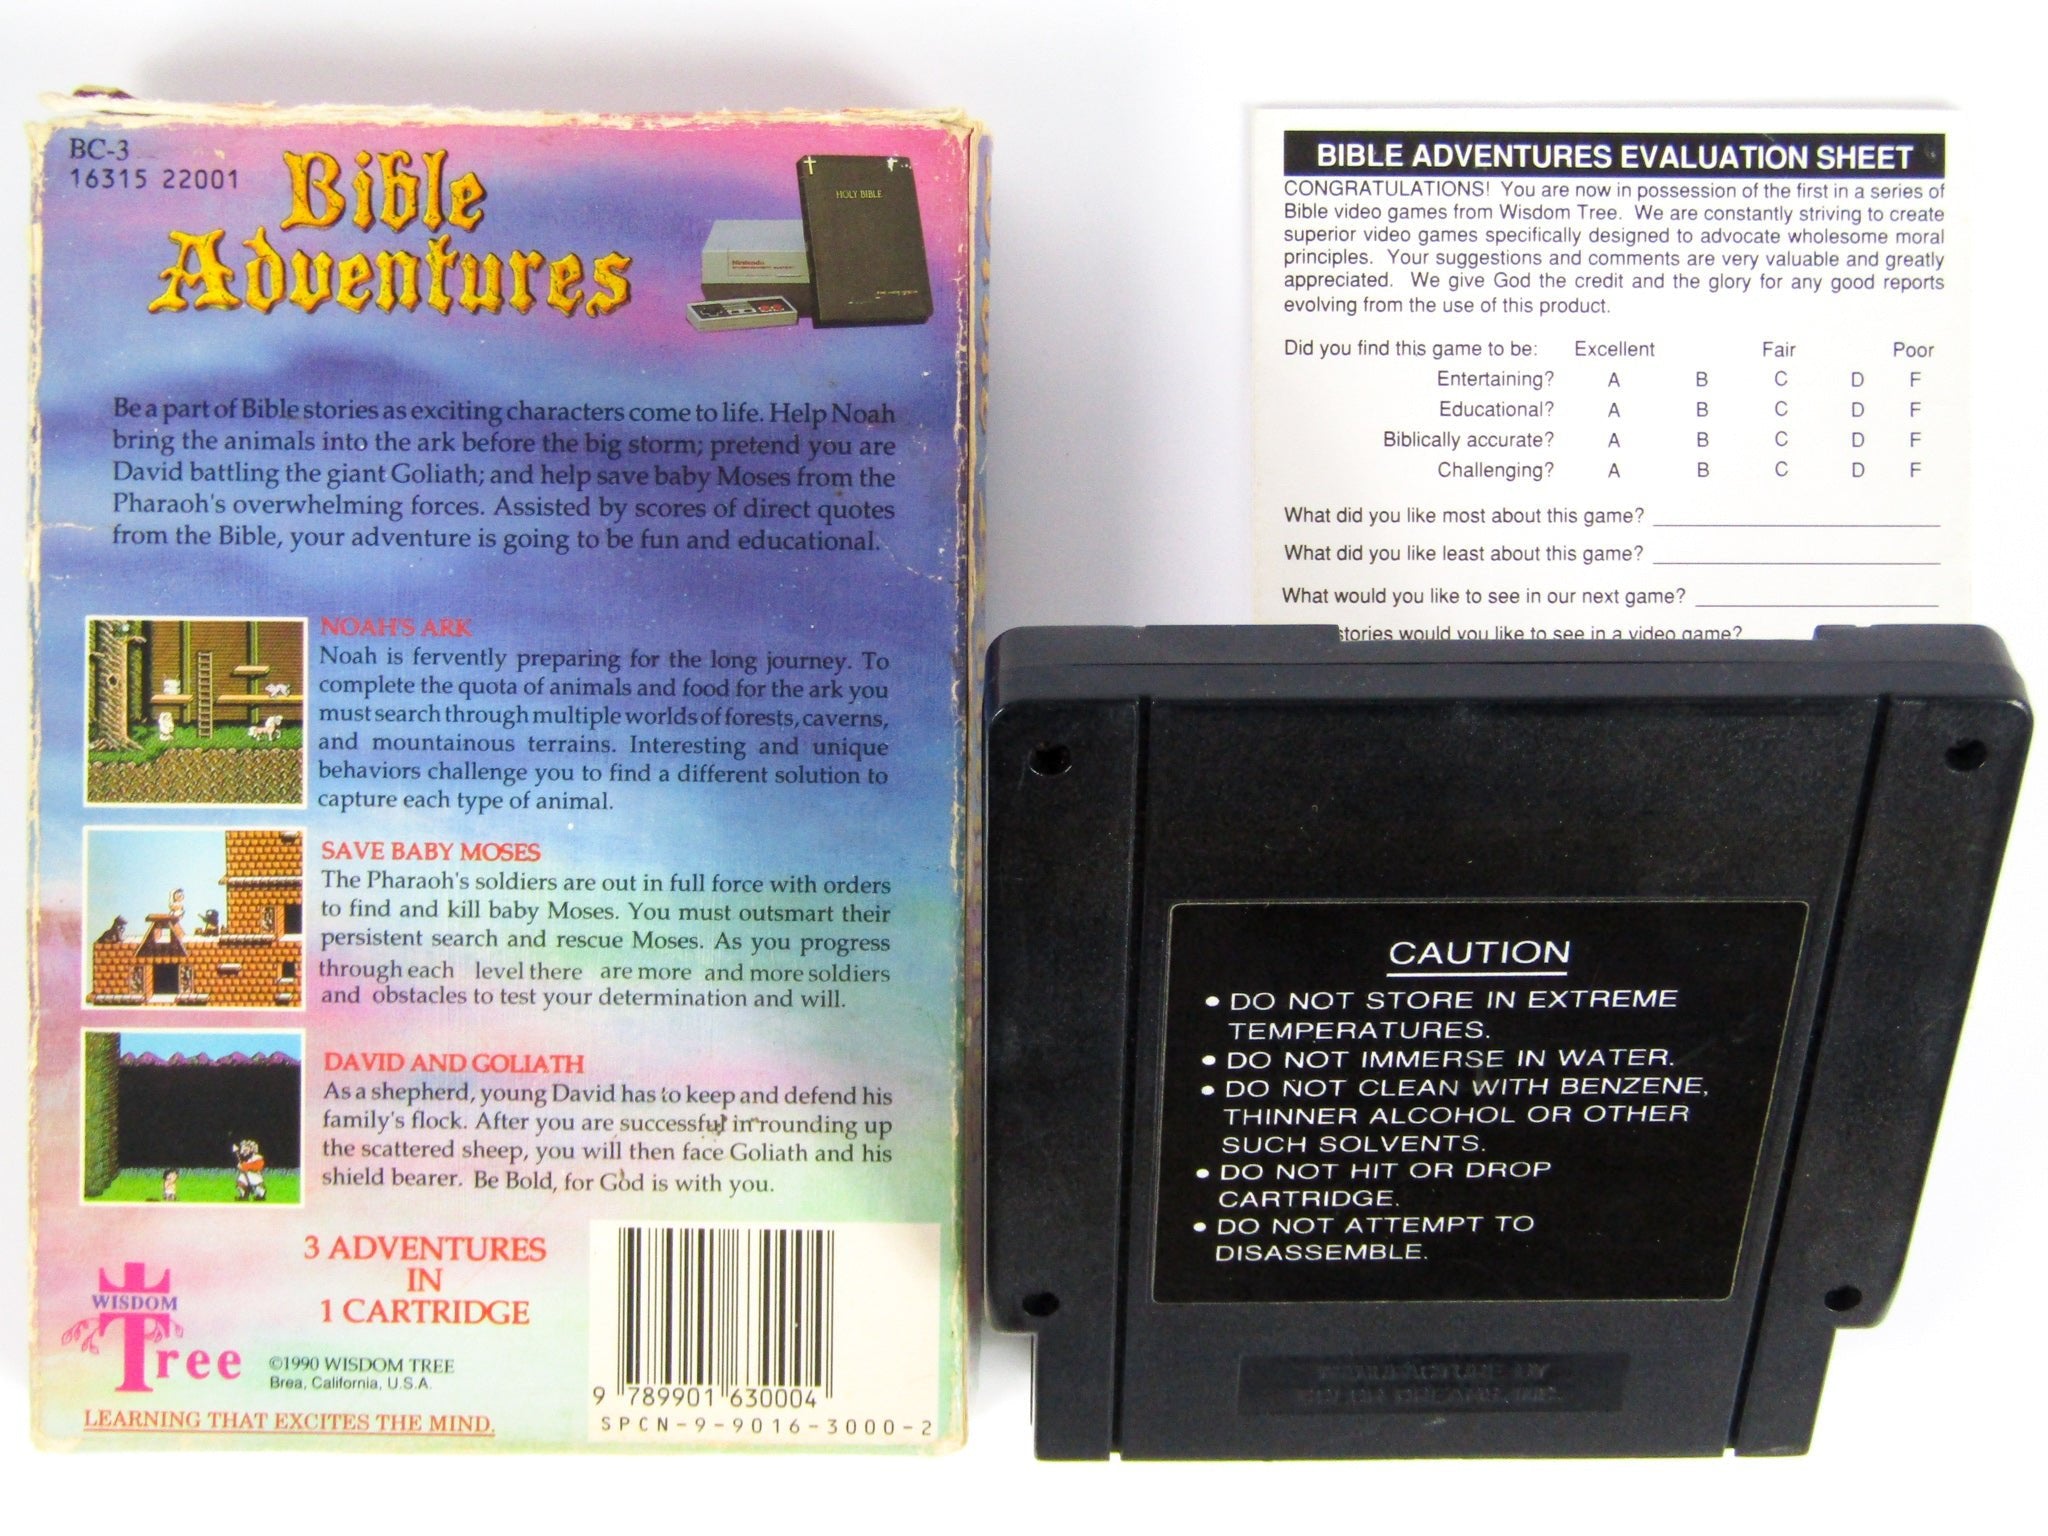 BC-3
16315 22001
Bible
Adventures
HOLY BIBLE
Nintendo
Be a part of Bible stories as exciting characters come to life. Help Noah
bring the animals into the ark before the big storm; pretend you are
David battling the giant Goliath; and help save baby Moses from the
Pharaoh's overwhelming forces. Assisted by scores of direct quotes
from the Bible, your adventure is going to be fun and educational.
NOAH'S ARK
Noah is fervently preparing for the long journey. To
complete the quota of animals and food for the ark you
must search through multiple worlds of forests, caverns,
and mountainous terrains. Interesting and unique
behaviors challenge you to find a different solution to
capture each type of animal.
SAVE BABY MOSES
The Pharaoh's soldiers are out in full force with orders
to find and kill baby Moses. You must outsmart their
persistent search and rescue Moses. As you progress
through each level there are more and more soldiers
and obstacles to test your determination and will.
DAVID AND GOLIATH
As a shepherd, young David has to keep and defend his
family's flock. After you are successful in rounding up
the scattered sheep, you will then face Goliath and his
shield bearer. Be Bold, for God is with you.
3 ADVENTURES
IN
1 CARTRIDGE
WISDOM
Tree
©1990 WISDOM TREE
Brea, California, U.S.A.
LEARNING THAT EXCITES THE MIND.
9 789901 630004
SPCN-9-9016-3000-2
BIBLE ADVENTURES EVALUATION SHEET
CONGRATULATIONS! You are now in possession of the first in a series of
Bible video games from Wisdom Tree. We are constantly striving to create
superior video games specifically designed to advocate wholesome moral
principles. Your suggestions and comments are very valuable and greatly
appreciated. We give God the credit and the glory for any good reports
evolving from the use of this product.
Did you find this game to be: Excellent Fair Poor
Entertaining? A B C D F
Educational? A B C D F
Biblically accurate? A B C D F
Challenging? A B C D F
What did you like most about this game?
What did you like least about this game?
What would you like to see in our next game?
stories would you like to see in a video game?
CAUTION
• DO NOT STORE IN EXTREME
TEMPERATURES.
• DO NOT IMMERSE IN WATER.
• DO NOT CLEAN WITH BENZENE,
THINNER ALCOHOL OR OTHER
SUCH SOLVENTS.
• DO NOT HIT OR DROP
CARTRIDGE.
• DO NOT ATTEMPT TO
DISASSEMBLE.